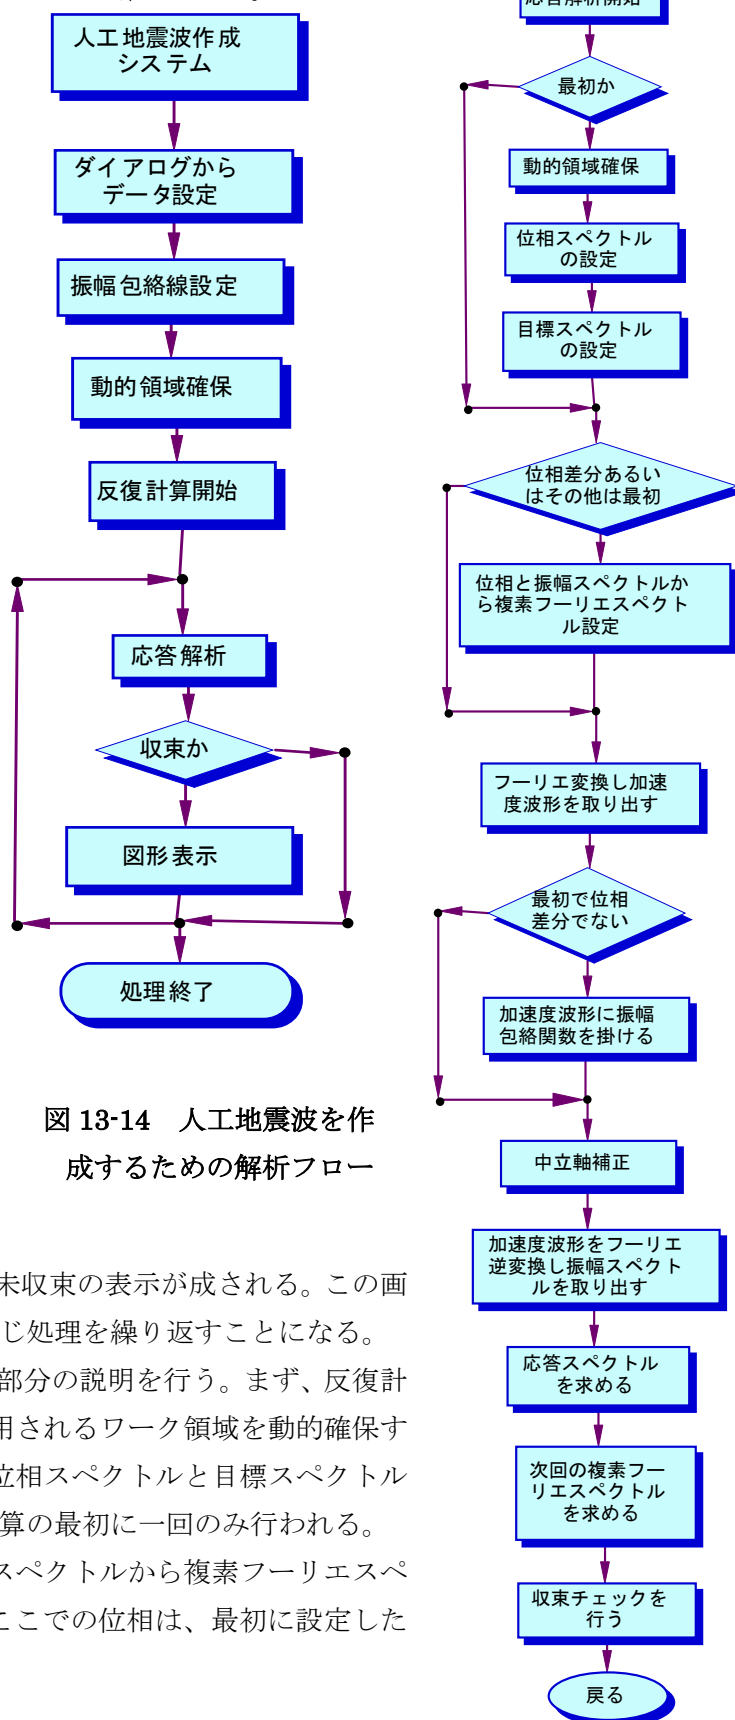 人工地震波作成
システム
ダイアログから
データ設定
振幅包絡線設定
動的領域確保
反復計算開始
応答解析
収束か
図形表示
処理終了
図 13-14　人工地震波を作
成するための解析フロー
未収束の表示が成される。この画
じ処理を繰り返すことになる。
部分の説明を行う。まず、反復計
用されるワーク領域を動的確保す
位相スペクトルと目標スペクトル
算の最初に一回のみ行われる。
スペクトルから複素フーリエスペ
ここでの位相は、最初に設定した
応答解析開始
最初か
動的領域確保
位相スペクトル
の設定
目標スペクトル
の設定
位相差分あるい
はその他は最初
位相と振幅スペクトルか
ら複素フーリエスペクト
ル設定
フーリエ変換し加速
度波形を取り出す
最初で位相
差分でない
加速度波形に振幅
包絡関数を掛ける
中立軸補正
加速度波形をフーリエ
逆変換し振幅スペクト
ルを取り出す
応答スペクトル
を求める
次回の複素フー
リエスペクトル
を求める
収束チェックを
行う
戻る